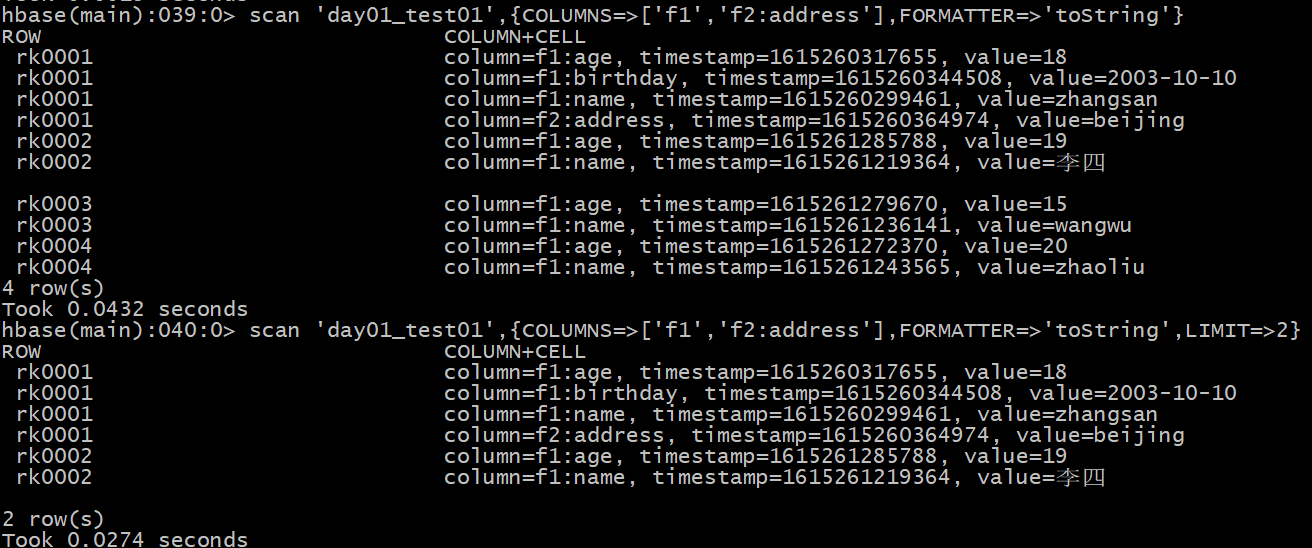 hbase(main):039:0> scan 'day01_test01',{COLUMNS=>['f1','f2:address'],FORMATTER=>'toString'}
ROW COLUMN+CELL
rk0001 column=f1:age, timestamp=1615260317655, value=18
rk0001 column=f1:birthday, timestamp=1615260344508, value=2003-10-10
rk0001 column=f1:name, timestamp=1615260299461, value=zhangsan
rk0001 column=f2:address, timestamp=1615260364974, value=beijing
rk0002 column=f1:age, timestamp=1615261285788, value=19
rk0002 column=f1:name, timestamp=1615261219364, value=李四
rk0003 column=f1:age, timestamp=1615261279670, value=15
rk0003 column=f1:name, timestamp=1615261236141, value=wangwu
rk0004 column=f1:age, timestamp=1615261272370, value=20
rk0004 column=f1:name, timestamp=1615261243565, value=zhaoliu
4 row(s)
Took 0.0432 seconds
hbase(main):040:0> scan 'day01_test01',{COLUMNS=>['f1','f2:address'],FORMATTER=>'toString',LIMIT=>2}
ROW COLUMN+CELL
rk0001 column=f1:age, timestamp=1615260317655, value=18
rk0001 column=f1:birthday, timestamp=1615260344508, value=2003-10-10
rk0001 column=f1:name, timestamp=1615260299461, value=zhangsan
rk0001 column=f2:address, timestamp=1615260364974, value=beijing
rk0002 column=f1:age, timestamp=1615261285788, value=19
rk0002 column=f1:name, timestamp=1615261219364, value=李四
2 row(s)
Took 0.0274 seconds